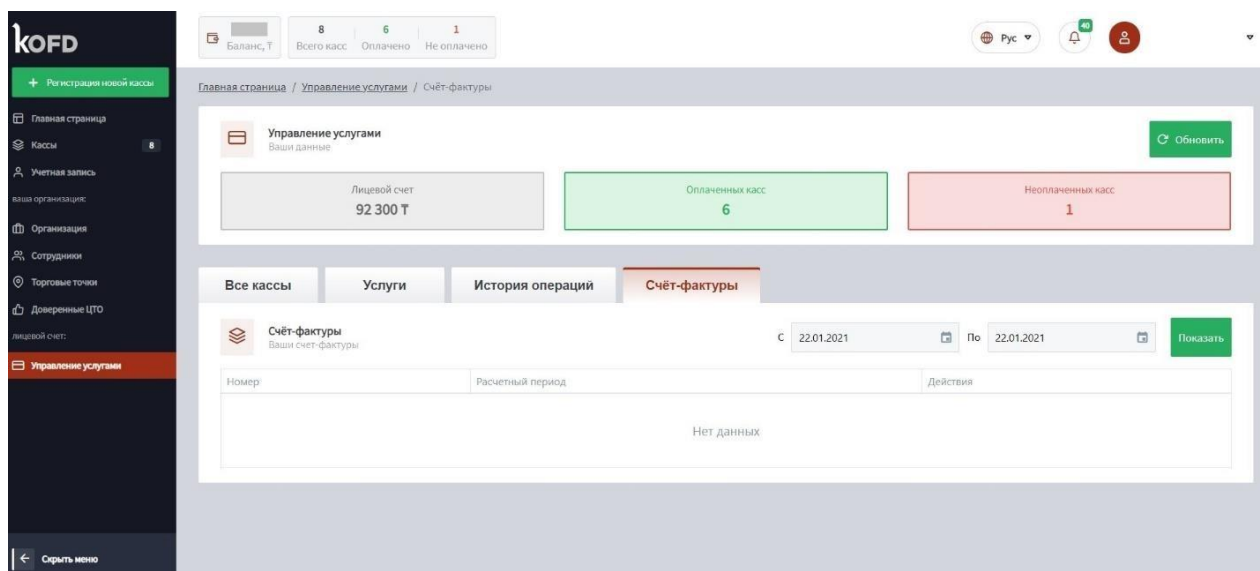 kOFD
+ Регистрация новой кассы
Главная страница
Кассы 8
Учетная запись
ваша организация:
Организация
Сотрудники
Торговые точки
Доверенные ЦТО
лицевой счет:
Управление услугами
Скрыть меню
Баланс, ₸
8 6 1
Всего касс Оплачено Не оплачено
Рус
40
Главная страница / Управление услугами / Счёт-фактуры
Управление услугами
Ваши данные
Обновить
Лицевой счет
92 300 ₸
Оплаченных касс
6
Неоплаченных касс
1
Все кассы Услуги История операций Счёт-фактуры
Счёт-фактуры
Ваши счет-фактуры
С 22.01.2021 По 22.01.2021 Показать
Номер Расчетный период Действия
Нет данных